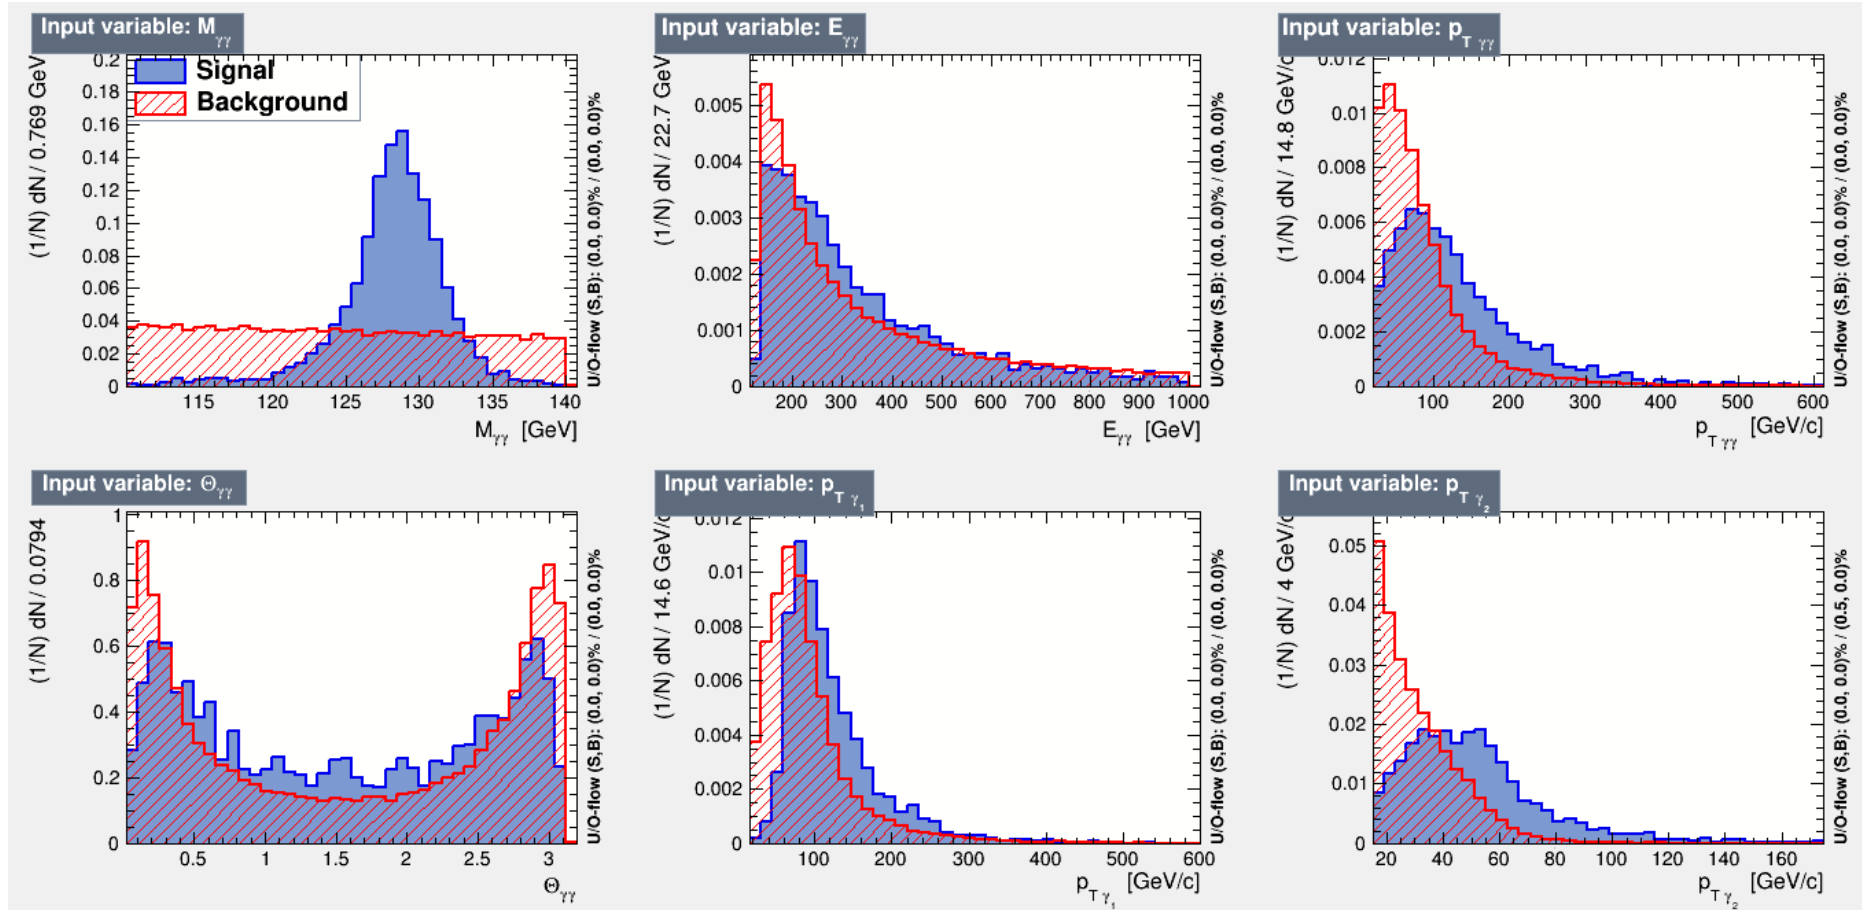 Input variable: Mγγ
(1/N) dN / 0.769 GeV
0.2
0.18
0.16
0.14
0.12
0.1
0.08
0.06
0.04
0.02
0
Signal
Background
115 120 125 130 135 140
Mγγ [GeV]
U/O-flow (S,B): (0.0, 0.0)% / (0.0, 0.0)%
Input variable: Eγγ
(1/N) dN / 22.7 GeV
0.005
0.004
0.003
0.002
0.001
0
200 300 400 500 600 700 800 900 1000
Eγγ [GeV]
U/O-flow (S,B): (0.0, 0.0)% / (0.0, 0.0)%
Input variable: pT γγ
(1/N) dN / 14.8 GeV/c
0.012
0.01
0.008
0.006
0.004
0.002
0
100 200 300 400 500 600
pT γγ [GeV/c]
U/O-flow (S,B): (0.0, 0.0)% / (0.0, 0.0)%
Input variable: Θγγ
(1/N) dN / 0.0794
1
0.8
0.6
0.4
0.2
0
0.5 1 1.5 2 2.5 3
Θγγ
U/O-flow (S,B): (0.0, 0.0)% / (0.0, 0.0)%
Input variable: pT γ1
(1/N) dN / 14.6 GeV/c
0.012
0.01
0.008
0.006
0.004
0.002
0
100 200 300 400 500 600
pT γ1 [GeV/c]
U/O-flow (S,B): (0.0, 0.0)% / (0.0, 0.0)%
Input variable: pT γ2
(1/N) dN / 4 GeV/c
0.05
0.04
0.03
0.02
0.01
0
20 40 60 80 100 120 140 160
pT γ2 [GeV/c]
U/O-flow (S,B): (0.0, 0.0)% / (0.5, 0.0)%